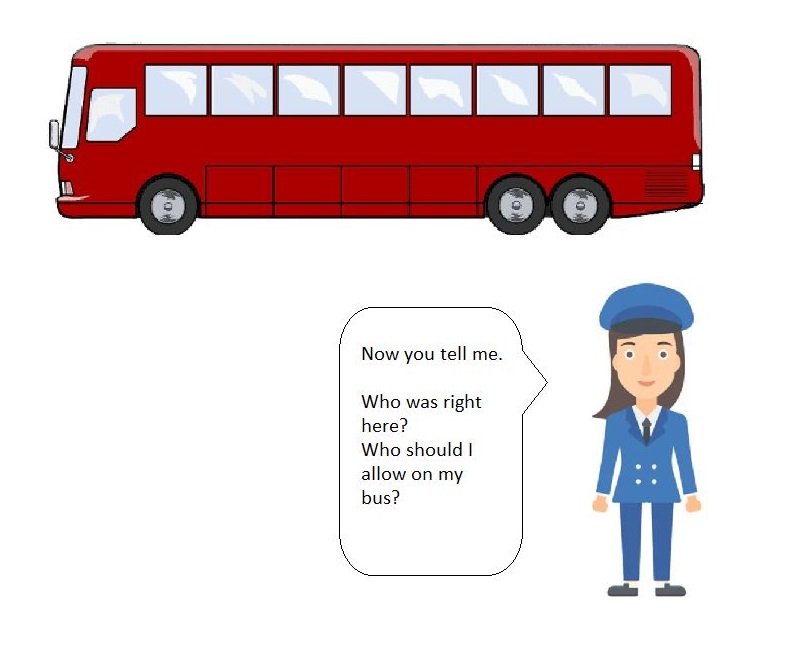 Now you tell me.
Who was right
here?
Who should I
allow on my
bus?